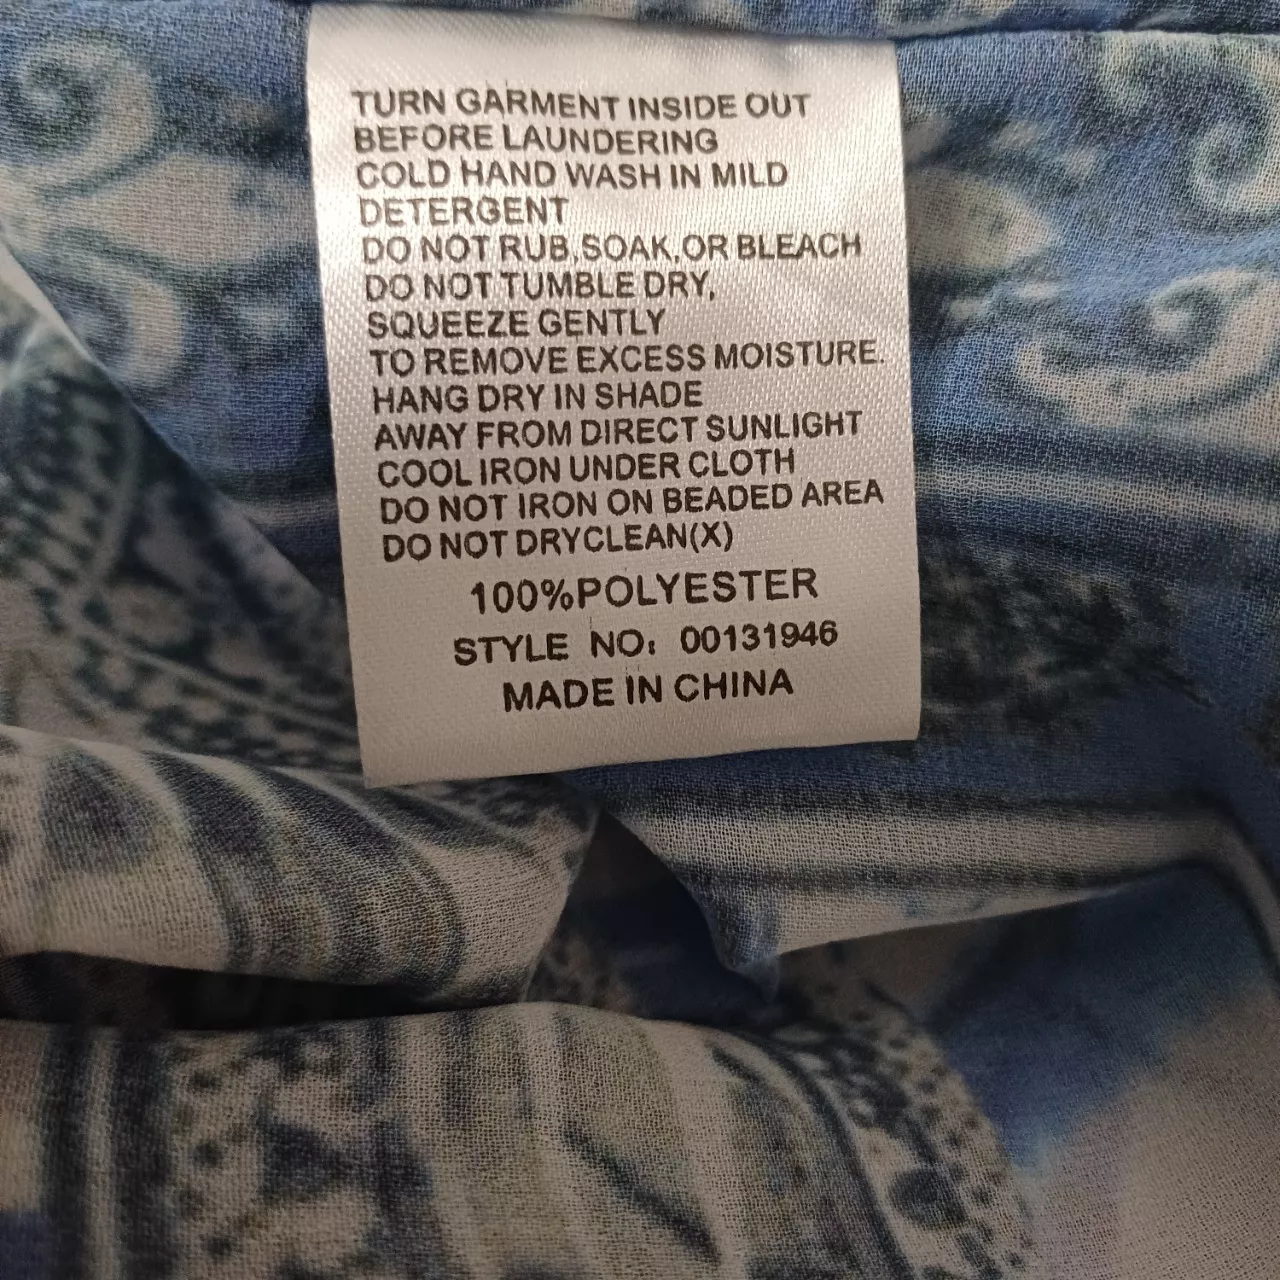 TURN GARMENT INSIDE OUT
BEFORE LAUNDERING
COLD HAND WASH IN MILD
DETERGENT
DO NOT RUB,SOAK,OR BLEACH
DO NOT TUMBLE DRY,
SQUEEZE GENTLY
TO REMOVE EXCESS MOISTURE.
HANG DRY IN SHADE
AWAY FROM DIRECT SUNLIGHT
COOL IRON UNDER CLOTH
DO NOT IRON ON BEADED AREA
DO NOT DRYCLEAN(X)
100%POLYESTER
STYLE NO: 00131946
MADE IN CHINA